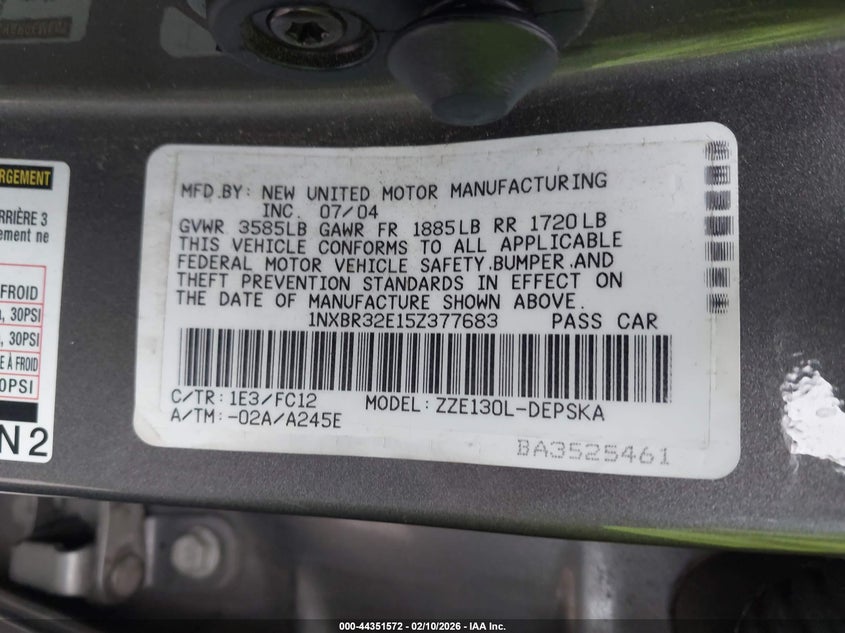 RGEMENT
RRIÈRE 3
ement ne
FROID
, 30PSI
, 30PSI
E À FROID
0PSI
N 2
MFD.BY: NEW UNITED MOTOR MANUFACTURING
INC. 07/04
GVWR 3585LB GAWR FR 1885LB RR 1720LB
THIS VEHICLE CONFORMS TO ALL APPLICABLE
FEDERAL MOTOR VEHICLE SAFETY.BUMPER.AND
THEFT PREVENTION STANDARDS IN EFFECT ON
THE DATE OF MANUFACTURE SHOWN ABOVE.
1NXBR32E15Z377683 PASS CAR
C/TR: 1E3/FC12 MODEL: ZZE130L-DEPSKA
A/TM: -02A/A245E
BA3525461
000-44351572 — 02/10/2026 — IAA Inc.